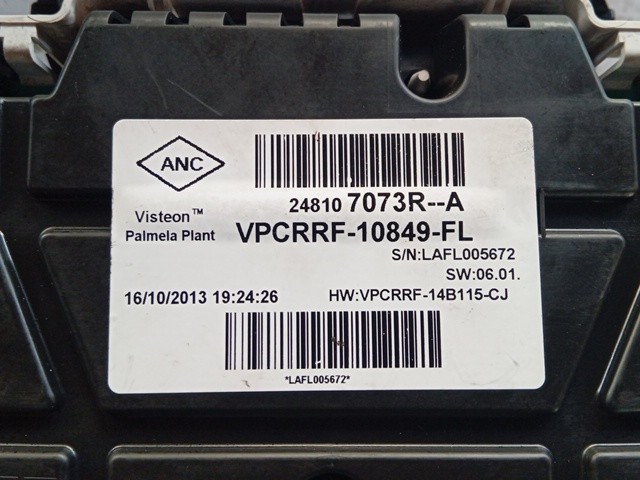 ANC
24810 7073R--A
Visteon™
Palmela Plant
VPCRRF-10849-FL
S/N:LAFL005672
SW:06.01.
16/10/2013 19:24:26
HW:VPCRRF-14B115-CJ
*LAFL005672*